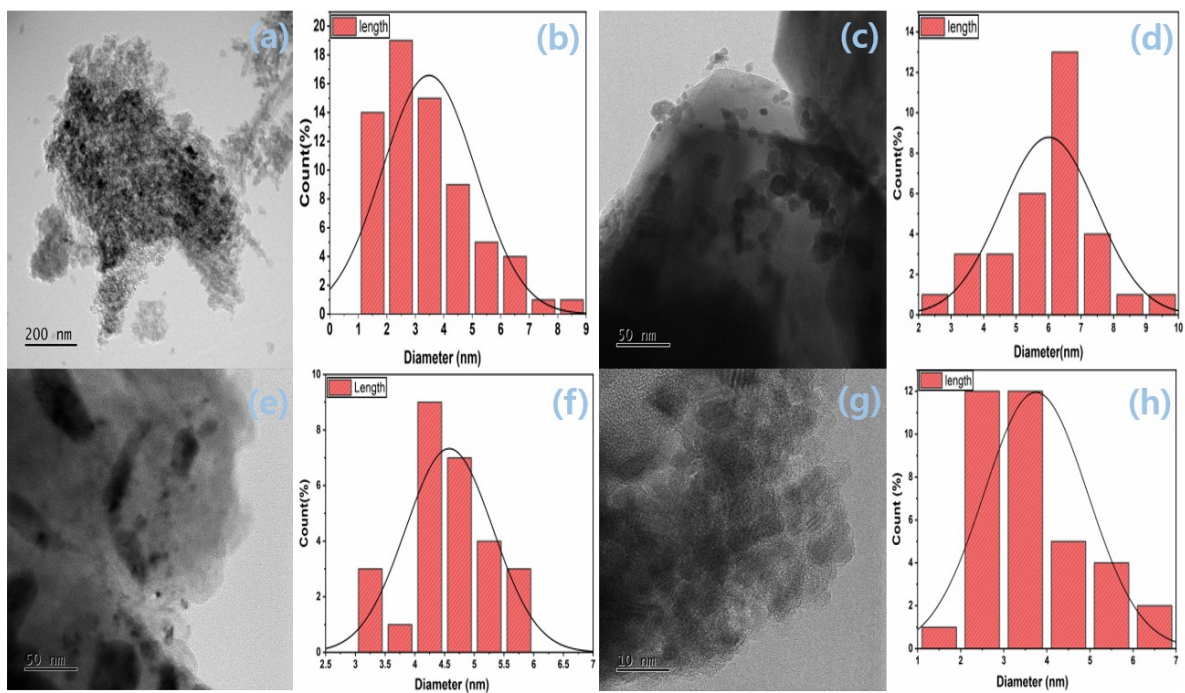 (a)
200 nm
(b)
length
Count(%)
21
20
18
16
14
12
10
8
6
4
2
0
0 1 2 3 4 5 6 7 8 9
Diameter (nm)
(c)
50 nm
(d)
length
Count(%)
14
12
10
8
6
4
2
0
2 3 4 5 6 7 8 9 10
Diameter(nm)
(e)
50 nm
(f)
Length
Count(%)
10
8
6
4
2
0
2.5 3 3.5 4 4.5 5 5.5 6 6.5 7
Diameter (nm)
(g)
10 nm
(h)
length
Count (%)
12
10
8
6
4
2
0
1 2 3 4 5 6 7
Diameter (nm)